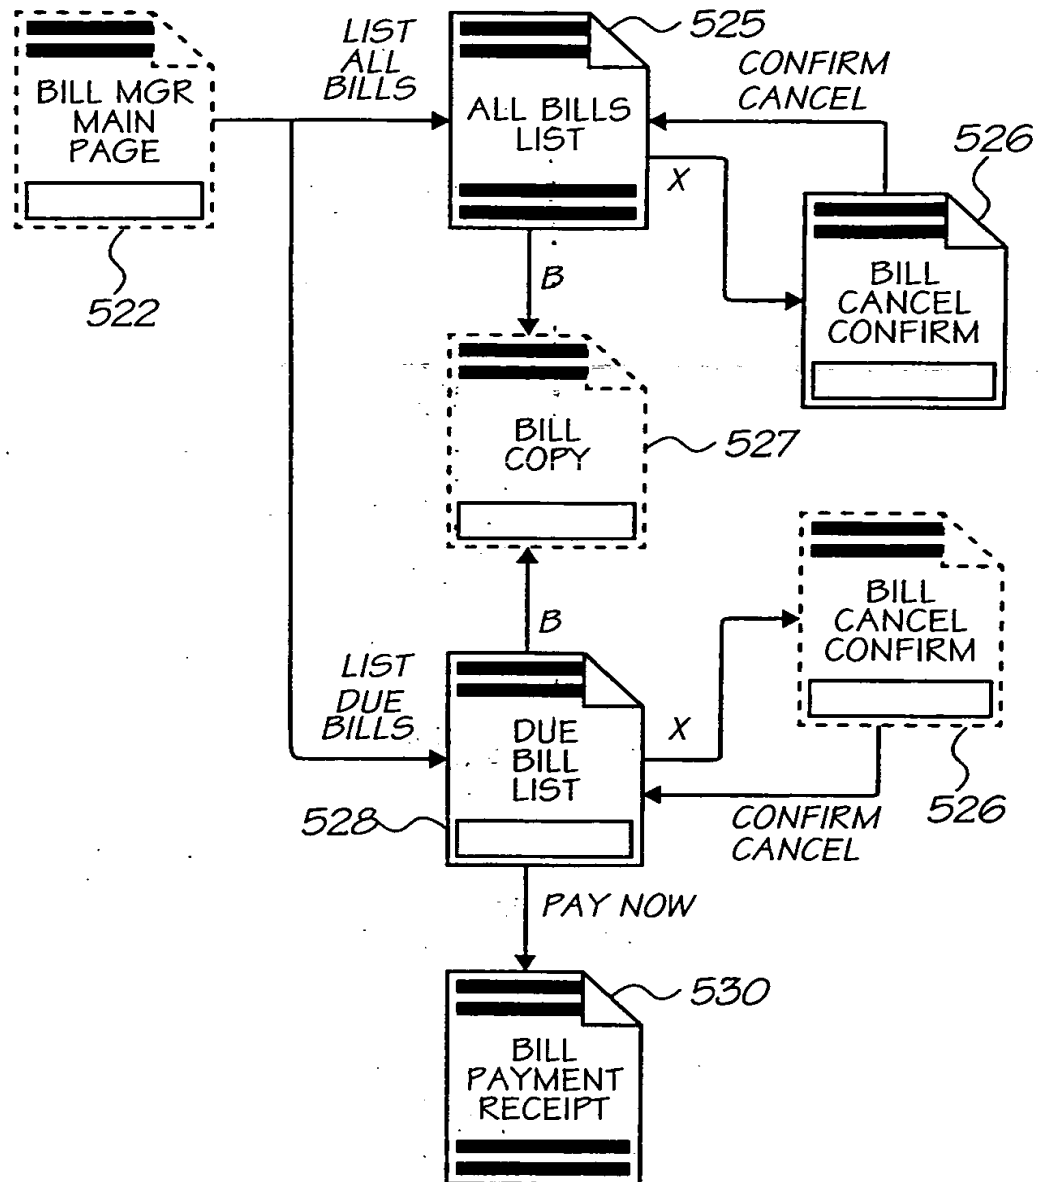 LIST
ALL
BILLS
525
CONFIRM
CANCEL
BILL MGR
MAIN
PAGE
ALL BILLS
LIST
526
X
522
B
BILL
CANCEL
CONFIRM
BILL
COPY
527
B
BILL
CANCEL
CONFIRM
LIST
DUE
BILLS
DUE
BILL
LIST
X
528
CONFIRM
CANCEL
526
PAY NOW
530
BILL
PAYMENT
RECEIPT